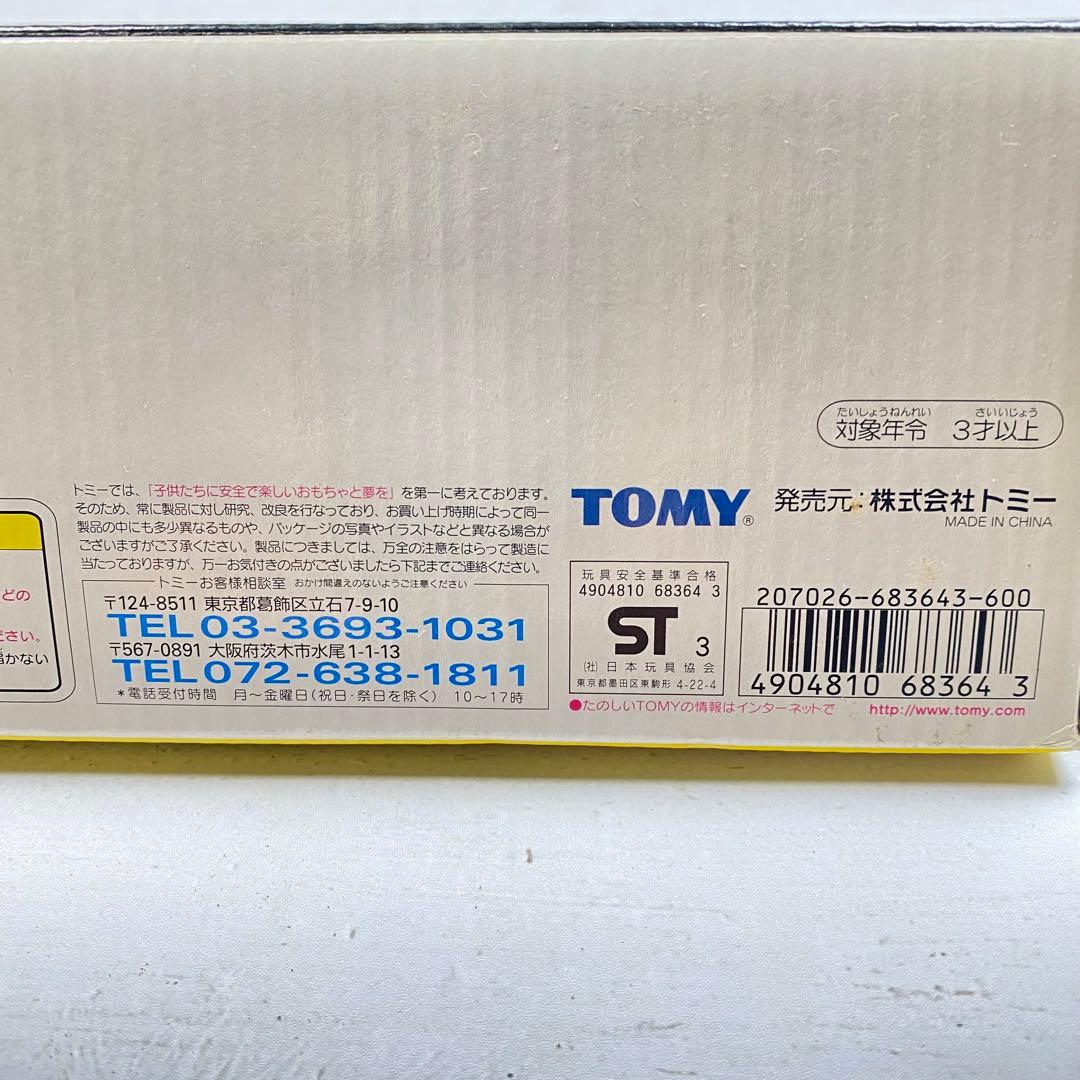 たいしょうねんれい さいいじょう
対象年令 3才以上
トミーでは、「子供たちに安全で楽しいおもちゃと夢を」を第一に考えております。
そのため、常に製品に対し研究、改良を行なっており、お買い上げ時期によって同一
製品の中にも多少異なるものや、パッケージの写真やイラストなどと異なる場合が
ございますがご了承ください。製品につきましては、万全の注意をはらって製造に
当たっておりますが、万一お気付きの点がございましたら下記までご連絡ください。
トミーお客様相談室 おかけ間違えのないようご注意ください
〒124-8511 東京都葛飾区立石7-9-10
TEL 03-3693-1031
〒567-0891 大阪府茨木市水尾1-1-13
TEL 072-638-1811
*電話受付時間 月〜金曜日(祝日・祭日を除く) 10〜17時
どの
ださい。
届かない
TOMY®
発売元:株式会社トミー
MADE IN CHINA
玩具安全基準合格
4904810 68364 3
ST 3
(社)日本玩具協会
東京都墨田区東駒形 4-22-4
207026-683643-600
4904810 68364 3
●たのしいTOMYの情報はインターネットで http://www.tomy.com